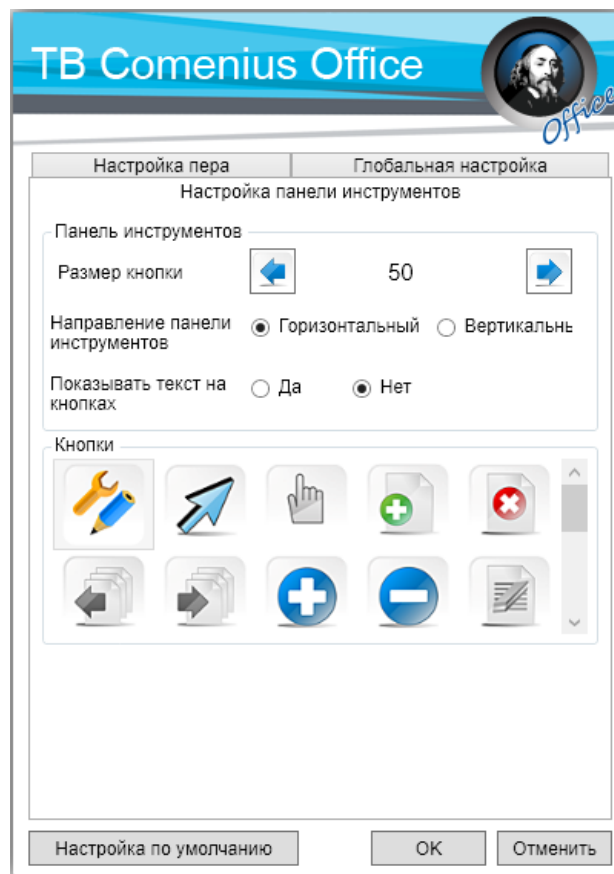 TB Comenius Office
Office
Настройка пера
Глобальная настройка
Настройка панели инструментов
Панель инструментов
Размер кнопки
50
Направление панели
инструментов
Горизонтальный
Вертикальнь
Показывать текст на
кнопках
Да
Нет
Кнопки
Настройка по умолчанию
OK
Отменить